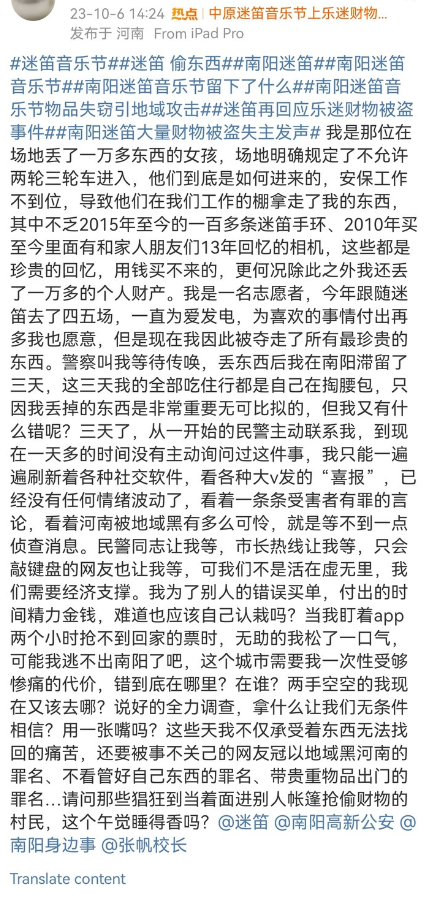 23-10-6 14:24 热点 | 中原迷笛音乐节上乐迷财物...
发布于 河南 From iPad Pro
#迷笛音乐节##迷笛 偷东西##南阳迷笛##南阳迷笛
音乐节##南阳迷笛音乐节留下了什么##南阳迷笛音
乐节物品失窃引地域攻击##迷笛再回应乐迷财物被盗
事件##南阳迷笛大量财物被盗失主发声# 我是那位在
场地丢了一万多东西的女孩，场地明确规定了不允许
两轮三轮车进入，他们到底是如何进来的，安保工作
不到位，导致他们在我们工作的棚拿走了我的东西，
其中不乏2015年至今的一百多条迷笛手环、2010年买
至今里面有和家人朋友们13年回忆的相机，这些都是
珍贵的回忆，用钱买不来的，更何况除此之外我还丢
了一万多的个人财产。我是一名志愿者，今年跟随迷
笛去了四五场，一直为爱发电，为喜欢的事情付出再
多我也愿意，但是现在我因此被夺走了所有最珍贵的
东西。警察叫我等待传唤，丢东西后我在南阳滞留了
三天，这三天我的全部吃住行都是自己在掏腰包，只
因我丢掉的东西是非常重要无可比拟的，但我又有什
么错呢？三天了，从一开始的民警主动联系我，到现
在一天多的时间没有主动询问过这件事，我只能一遍
遍刷新着各种社交软件，看各种大v发的“喜报”，已
经没有任何情绪波动了，看着一条条受害者有罪的言
论，看着河南被地域黑有多么可怜，就是等不到一点
侦查消息。民警同志让我等，市长热线让我等，只会
敲键盘的网友也让我等，可我们不是活在虚无里，我
们需要经济支撑。我为了别人的错误买单，付出的时
间精力金钱，难道也应该自己认栽吗？当我盯着app
两个小时抢不到回家的票时，无助的我松了一口气，
可能我逃不出南阳了吧，这个城市需要我一次性受够
惨痛的代价，错到底在哪里？在谁？两手空空的我现
在又该去哪？说好的全力调查，拿什么让我们无条件
相信？用一张嘴吗？这些天我不仅承受着东西无法找
回的痛苦，还要被事不关己的网友冠以地域黑河南的
罪名、不看管好自己东西的罪名、带贵重物品出门的
罪名...请问那些猖狂到当着面进别人帐篷抢偷财物的
村民，这个午觉睡得香吗？@迷笛 @南阳高新公安 @
南阳身边事 @张帆校长
Translate content